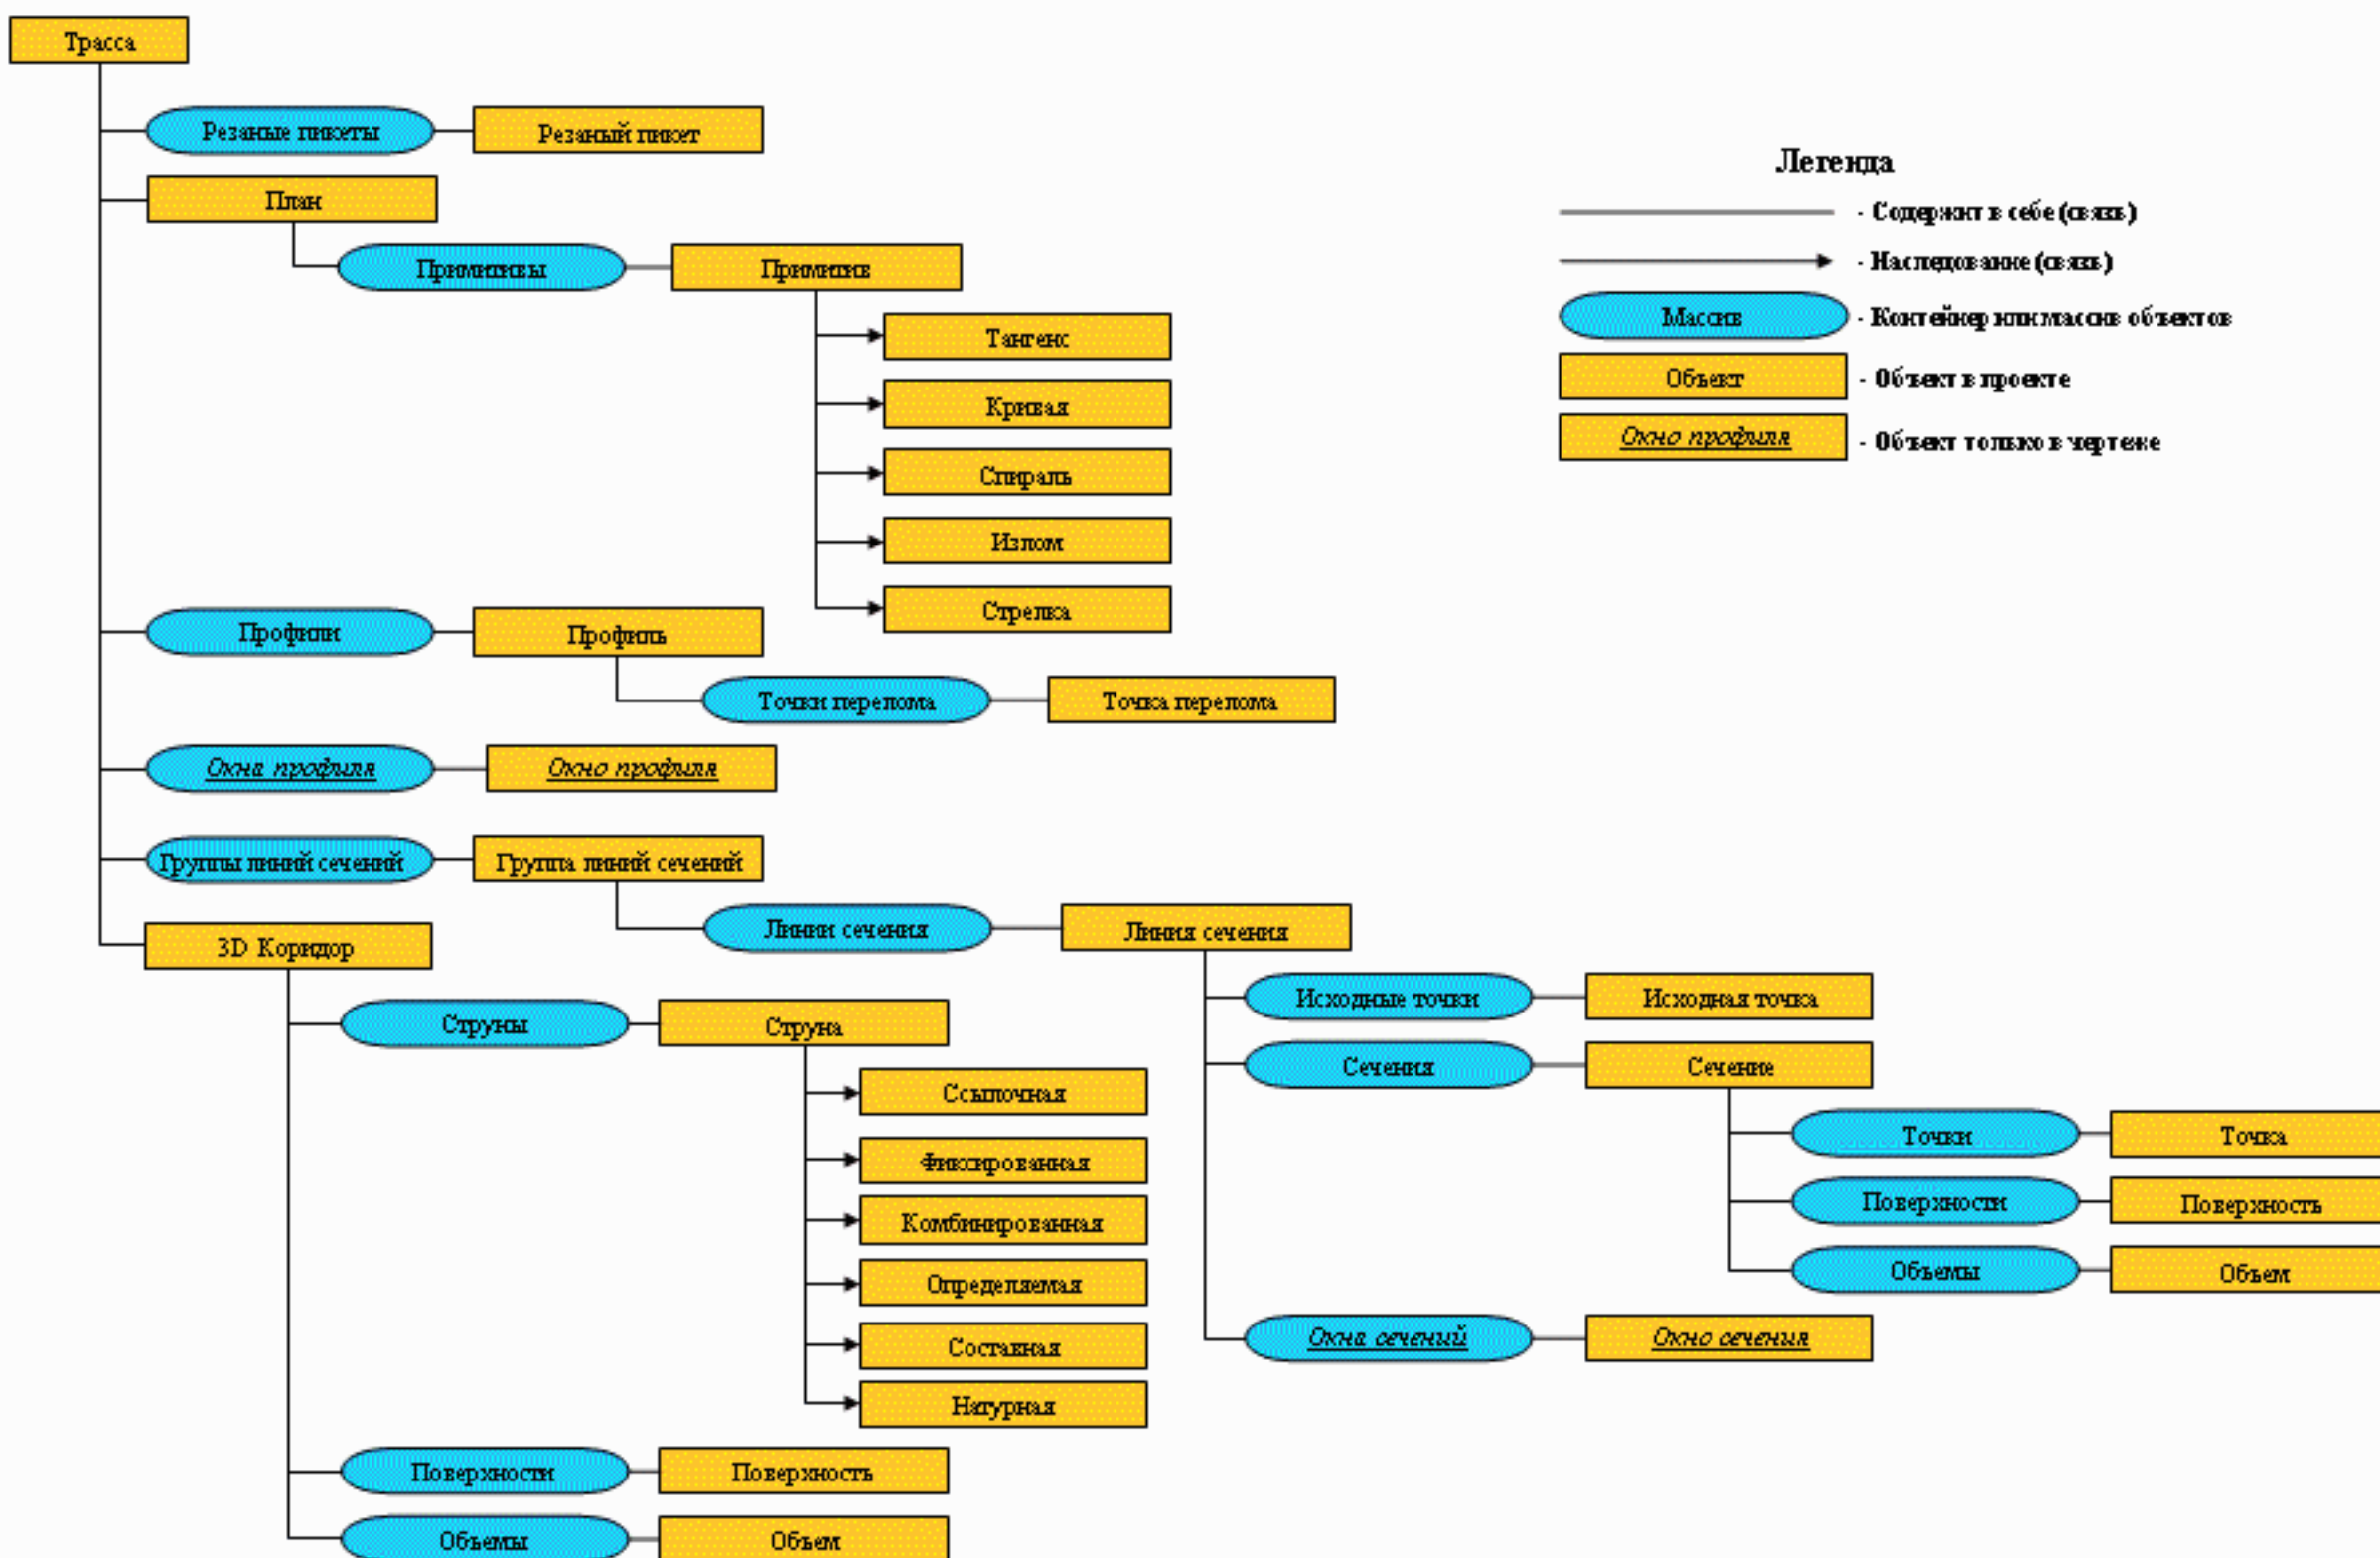 Трасса
Резаные пикеты
Резаный пикет
План
Примитивы
Примитив
Тангенс
Кривая
Спираль
Излом
Стрелка
Легенда
- Содержит в себе (связь)
- Наследование (связь)
Массив
- Контейнер или массив объектов
Объект
- Объект в проекте
Окно профиля
- Объект только в чертеже
Профили
Профиль
Точки перелома
Точка перелома
Окна профиля
Окно профиля
Группы линий сечений
Группа линий сечений
Линии сечения
Линия сечения
3D Коридор
Исходные точки
Исходная точка
Струны
Струна
Сечения
Сечение
Ссылочная
Фиксированная
Комбинированная
Определяемая
Составная
Натурная
Точки
Точка
Поверхности
Поверхность
Объемы
Объем
Окна сечений
Окно сечения
Поверхности
Поверхность
Объемы
Объем